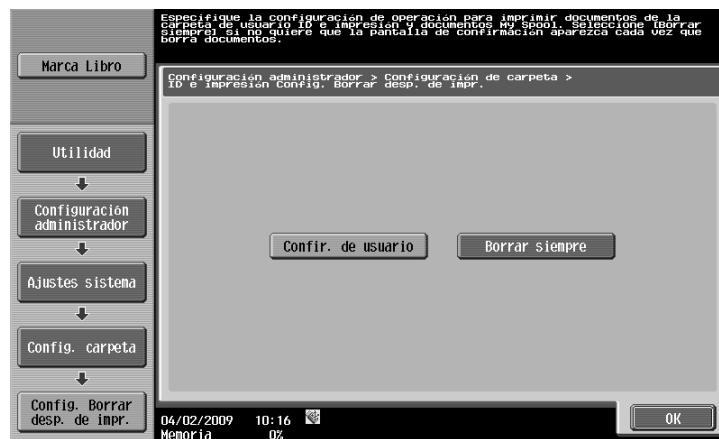 Especifique la configuración de operación para imprimir documentos de la
carpeta de usuario ID e impresión y documentos My Spool. Seleccione [Borrar
siempre] si no quiere que la pantalla de confirmación aparezca cada vez que
borra documentos.
Marca Libro
Configuración administrador > Configuración de carpeta >
ID e impresión Config. Borrar desp. de impr.
Utilidad
Configuración
administrador
Ajustes sistema
Config. carpeta
Config. Borrar
desp. de impr.
Confir. de usuario
Borrar siempre
04/02/2009 10:16
Memoria 0%
OK